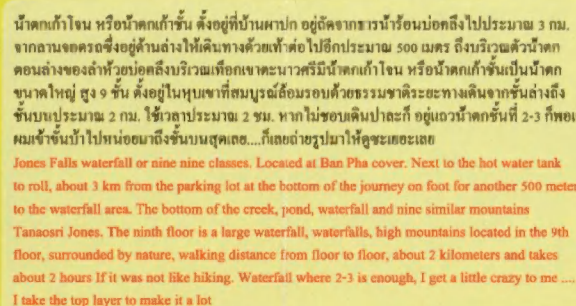 น้ำตกเก้าโจน หรือน้ำตกเก้าชั้น ตั้งอยู่ที่บ้านผาปก อยู่ถัดจากธารน้ำร้อนบ่อคลึงไปประมาณ 3 กม.
จากลานจอดรถซึ่งอยู่ด้านล่างให้เดินทางด้วยเท้าต่อไปอีกประมาณ 500 เมตร ถึงบริเวณตัวน้ำตก
ตอนล่างของลำห้วยบ่อคลึงบริเวณเทือกเขาตะนาวศรีมีน้ำตกเก้าโจน หรือน้ำตกเก้าชั้นเป็นน้ำตก
ขนาดใหญ่ สูง 9 ชั้น ตั้งอยู่ในหุบเขาที่สมบูรณ์ล้อมรอบด้วยธรรมชาติระยะทางเดินจากชั้นล่างถึง
ชั้นบนประมาณ 2 กม. ใช้เวลาประมาณ 2 ชม. หากไม่ชอบเดินป่าละก็ อยู่แถวน้ำตกชั้นที่ 2-3 ก็พอแ
ผมเข้าขั้นบ้าไปหน่อยมาถึงชั้นบนสุดเลย....ก็เลยถ่ายรูปมาให้ดูซะเยอะเลย
Jones Falls waterfall or nine nine classes. Located at Ban Pha cover. Next to the hot water tank
to roll, about 3 km from the parking lot at the bottom of the journey on foot for another 500 meter
to the waterfall area. The bottom of the creek, pond, waterfall and nine similar mountains
Tanaosri Jones. The ninth floor is a large waterfall, waterfalls, high mountains located in the 9th
floor, surrounded by nature, walking distance from floor to floor, about 2 kilometers and takes
about 2 hours If it was not like hiking. Waterfall where 2-3 is enough, I get a little crazy to me ....
I take the top layer to make it a lot